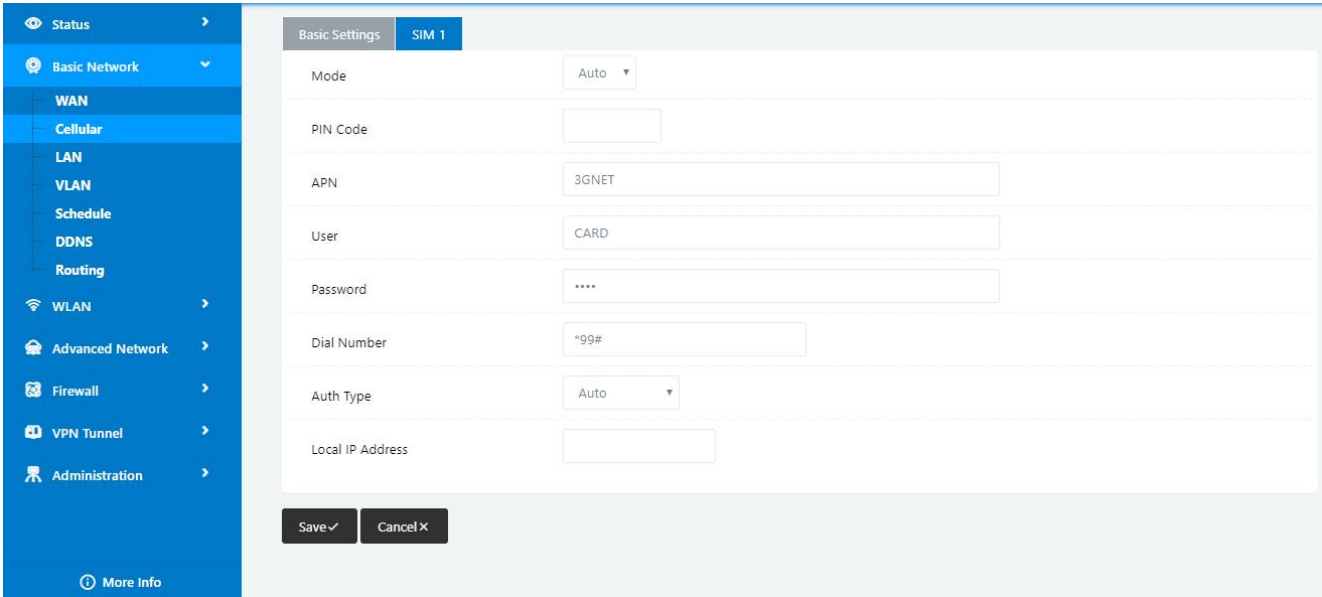 Status
Basic Network
WAN
Cellular
LAN
VLAN
Schedule
DDNS
Routing
WLAN
Advanced Network
Firewall
VPN Tunnel
Administration
More Info
Basic Settings SIM 1
Mode Auto
PIN Code
APN 3GNET
User CARD
Password ••••
Dial Number *99#
Auth Type Auto
Local IP Address
Save Cancel